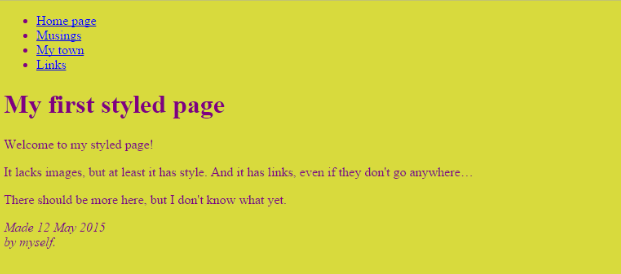 Home page
Musings
My town
Links
My first styled page
Welcome to my styled page!
It lacks images, but at least it has style. And it has links, even if they don't go anywhere…
There should be more here, but I don't know what yet.
Made 12 May 2015
by myself.